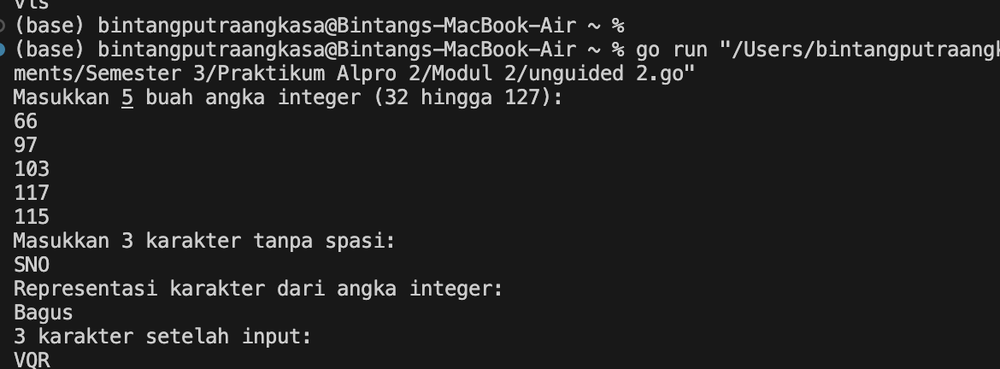 vls
(base) bintangputraangkasa@Bintangs-MacBook-Air ~ %
(base) bintangputraangkasa@Bintangs-MacBook-Air ~ % go run "/Users/bintangputraangk
ments/Semester 3/Praktikum Alpro 2/Modul 2/unguided 2.go"
Masukkan 5 buah angka integer (32 hingga 127):
66
97
103
117
115
Masukkan 3 karakter tanpa spasi:
SNO
Representasi karakter dari angka integer:
Bagus
3 karakter setelah input:
VQR